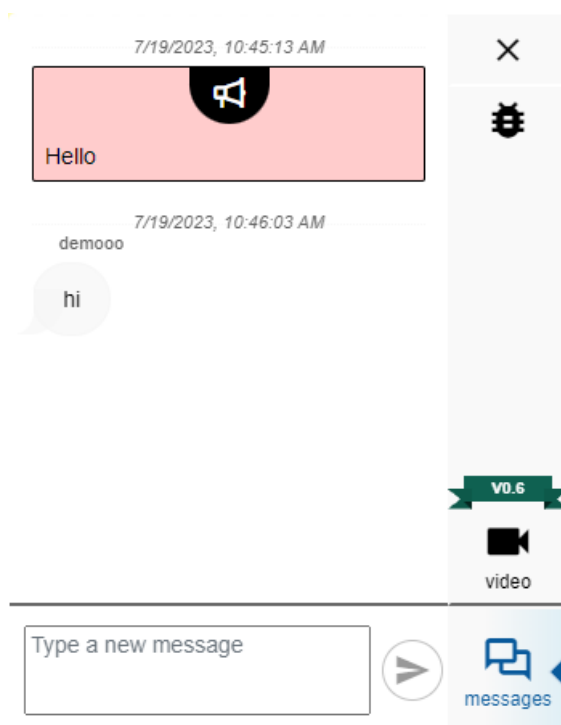 7/19/2023, 10:45:13 AM
Hello
7/19/2023, 10:46:03 AM
demooo
hi
V0.6
video
Type a new message
messages